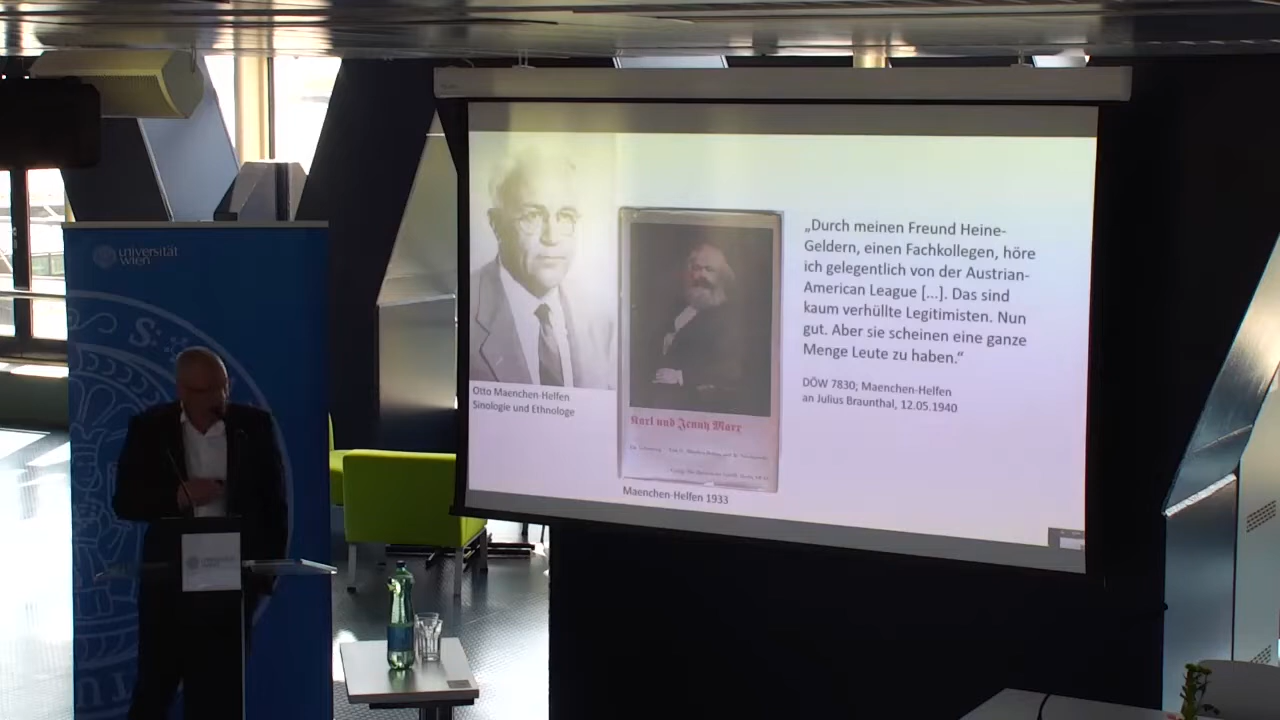 universität
wien
„Durch meinen Freund Heine-
Geldern, einen Fachkollegen, höre
ich gelegentlich von der Austrian-
American League [...]. Das sind
kaum verhüllte Legitimisten. Nun
gut. Aber sie scheinen eine ganze
Menge Leute zu haben.“
DÖW 7830; Maenchen-Helfen
an Julius Braunthal, 12.05.1940
Otto Maenchen-Helfen
Sinologie und Ethnologe
Karl und Jenny Marx
Maenchen-Helfen 1933